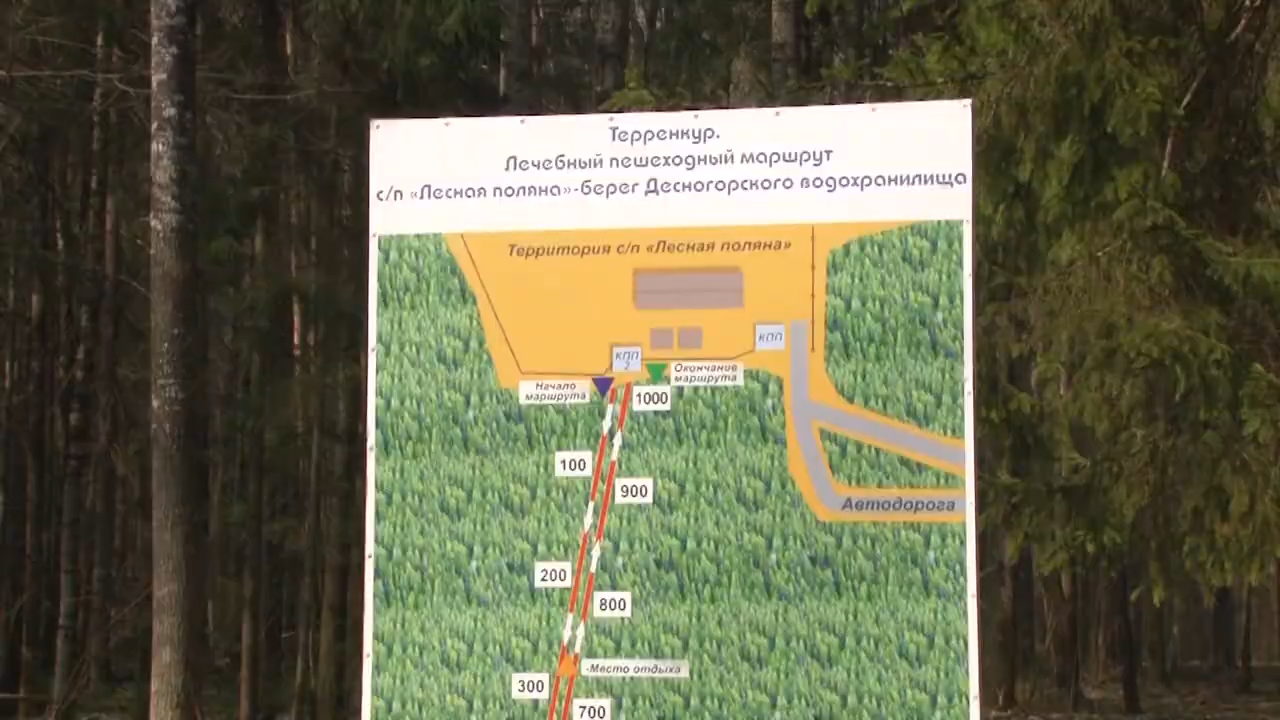 Терренкур.
Лечебный пешеходный маршрут
с/п «Лесная поляна»-берег Десногорского водохранилища
Территория с/п «Лесная поляна»
КПП
КПП
2
Начало
маршрута
Окончание
маршрута
1000
100
900
Автодорога
200
800
-Место отдыха
300
700